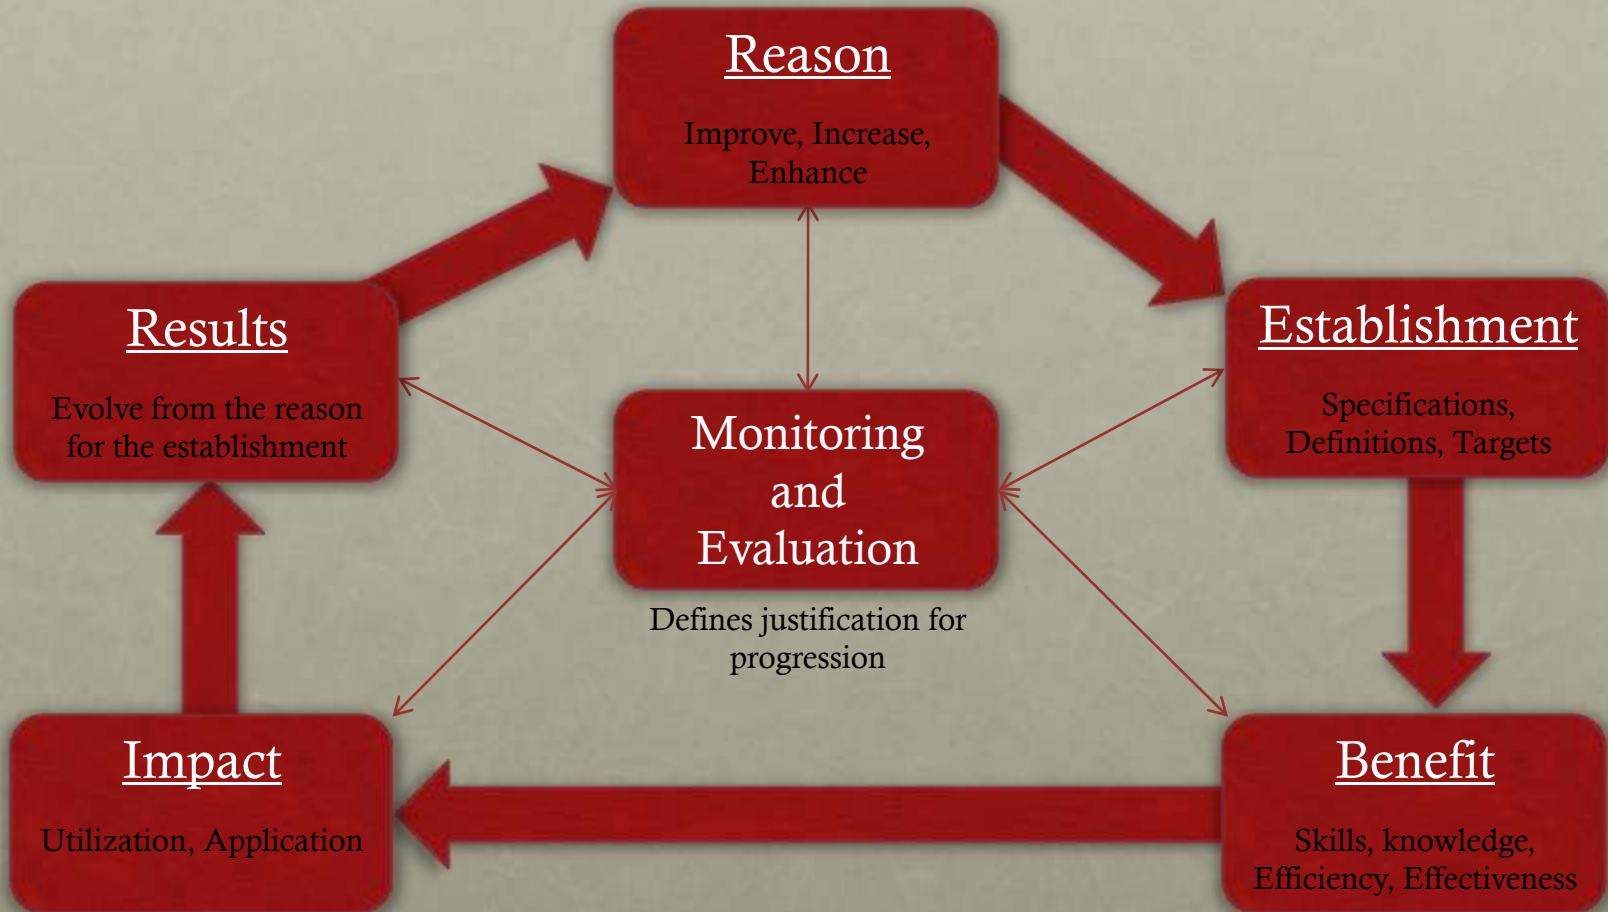 Reason
Improve, Increase,
Enhance
Results
Evolve from the reason
for the establishment
Establishment
Specifications,
Definitions, Targets
Monitoring
and
Evaluation
Defines justification for
progression
Impact
Utilization, Application
Benefit
Skills, knowledge,
Efficiency, Effectiveness